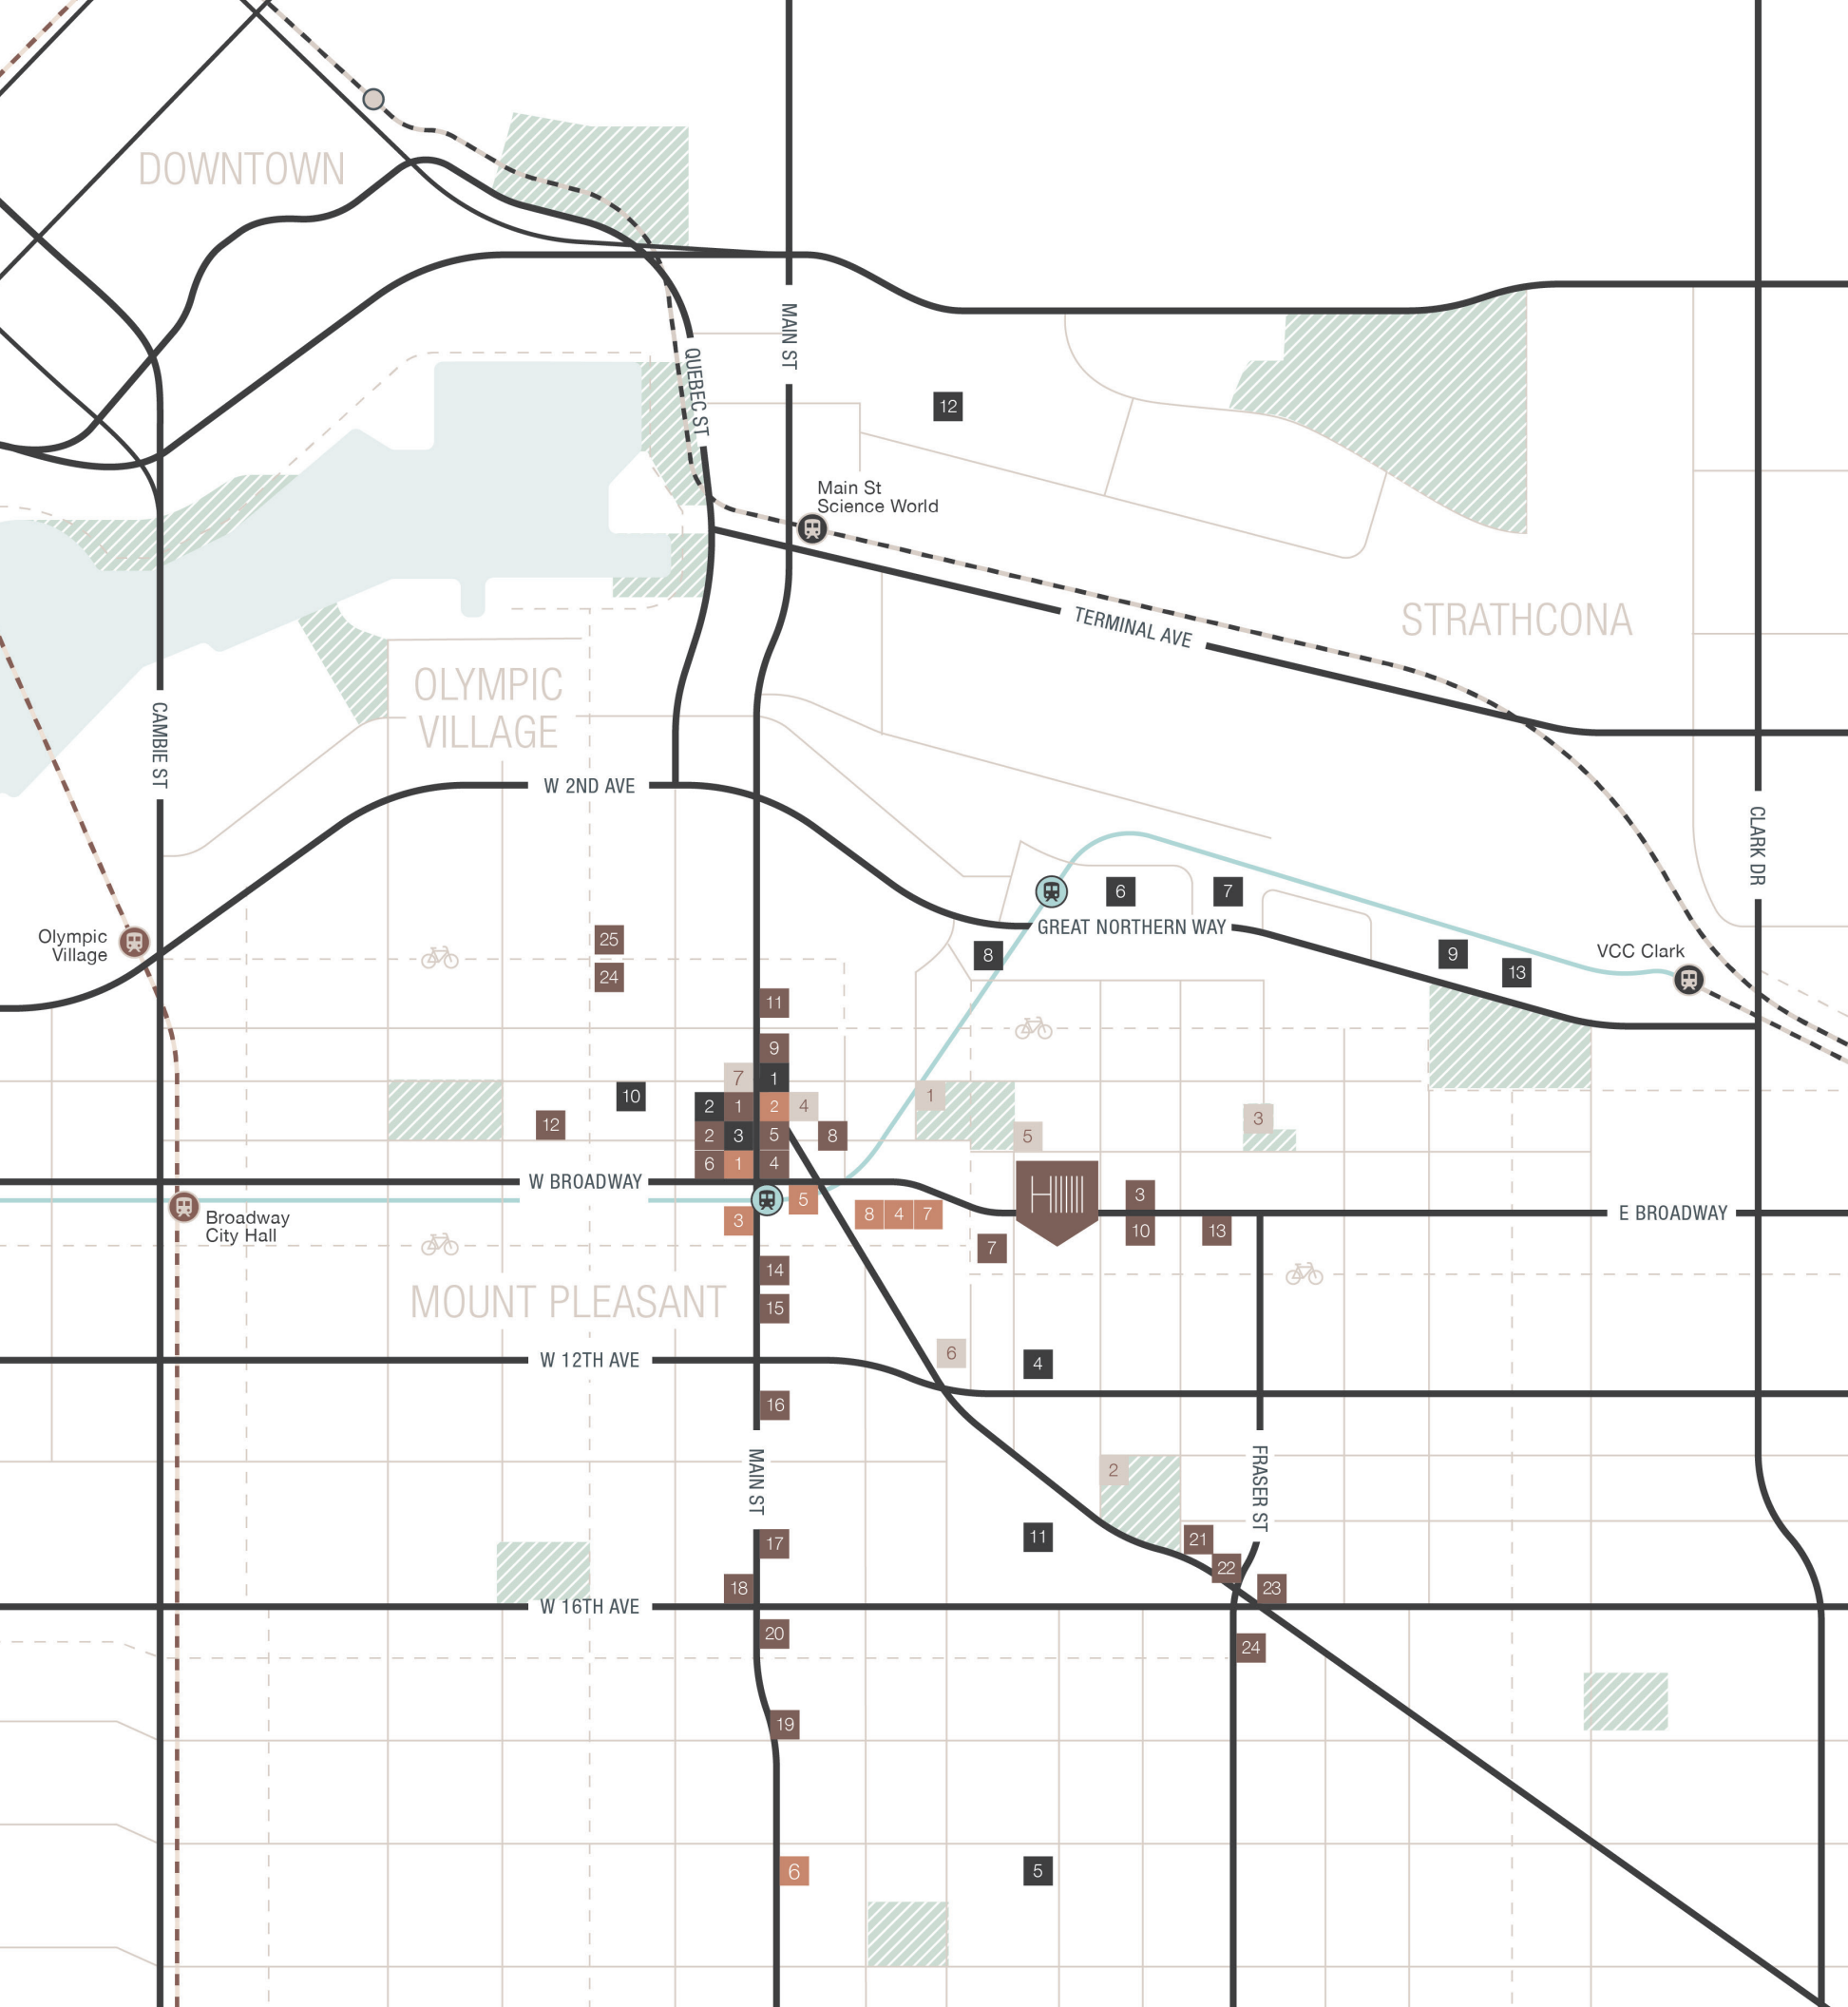 DOWNTOWN
MAIN ST
QUEBEC ST
12
Main St
Science World
TERMINAL AVE
STRATHCONA
OLYMPIC
VILLAGE
CAMBIE ST
W 2ND AVE
CLARK DR
6
7
GREAT NORTHERN WAY
Olympic
Village
25
8
9
VCC Clark
13
24
11
9
7
1
10
2
1
2
4
1
12
2
3
5
8
5
3
6
1
4
W BROADWAY
3
5
Broadway
City Hall
3
8
4
7
E BROADWAY
10
13
7
14
MOUNT PLEASANT
15
W 12TH AVE
6
4
16
MAIN ST
2
FRASER ST
17
11
21
22
18
23
W 16TH AVE
20
24
19
6
5